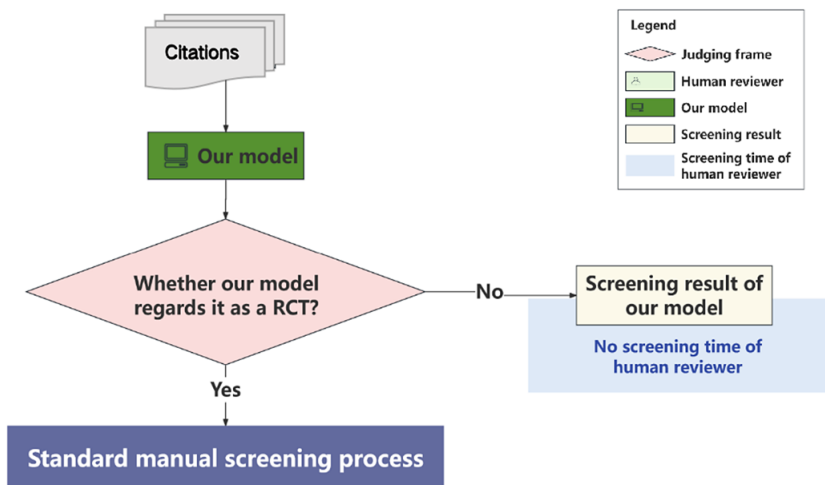 Citations
Our model
Whether our model
regards it as a RCT?
No
Screening result of
our model
No screening time of
human reviewer
Yes
Standard manual screening process
Legend
Judging frame
Human reviewer
Our model
Screening result
Screening time of
human reviewer